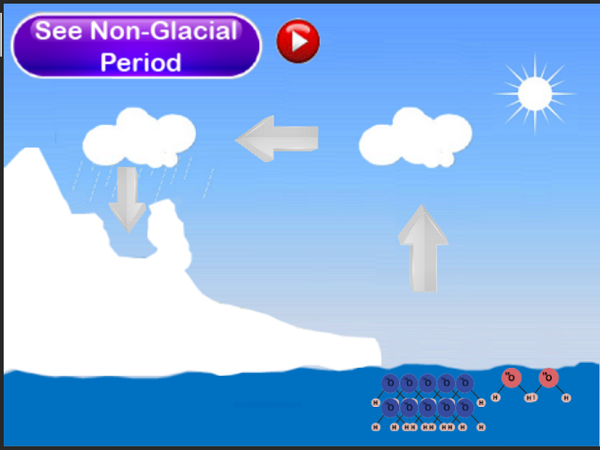 See Non-Glacial
Period
O O O O O O O
H H H H H
O O O O O
H H H H H H H H H H